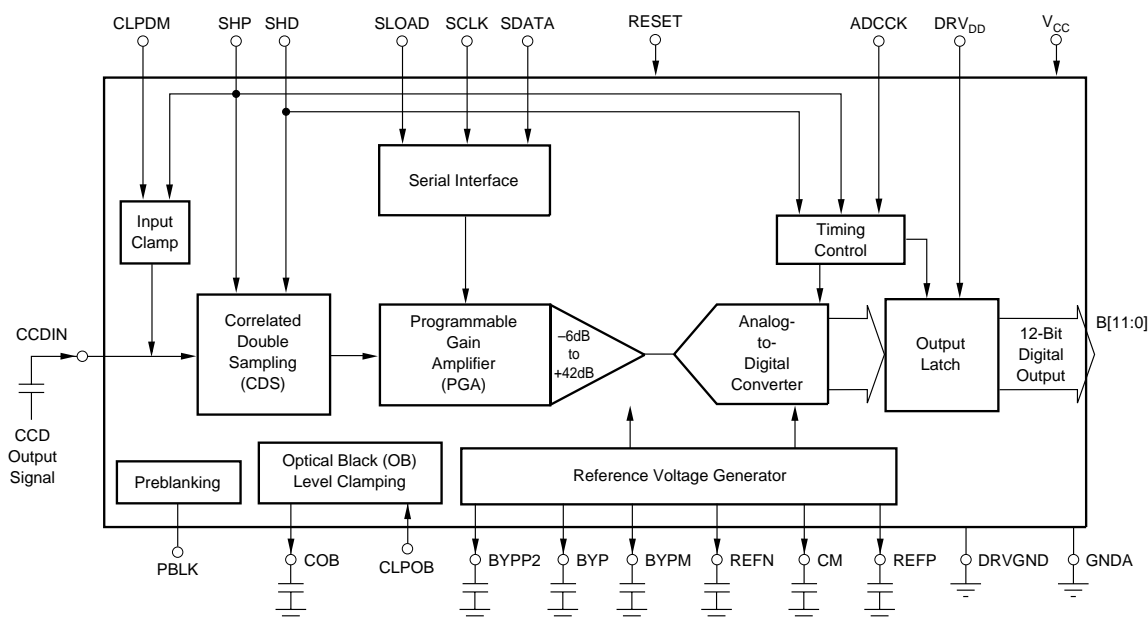 CLPDM SHP SHD SLOAD SCLK SDATA RESET ADCCK DRVDD VCC
Serial Interface
Input
Clamp
Timing
Control
CCDIN
Correlated
Double
Sampling
(CDS)
Programmable
Gain
Amplifier
(PGA)
–6dB
to
+42dB
Analog-
to-
Digital
Converter
Output
Latch
12-Bit
Digital
Output
B[11:0]
CCD
Output
Signal
Preblanking
Optical Black (OB)
Level Clamping
Reference Voltage Generator
PBLK COB CLPOB BYPP2 BYP BYPM REFN CM REFP DRVGND GNDA